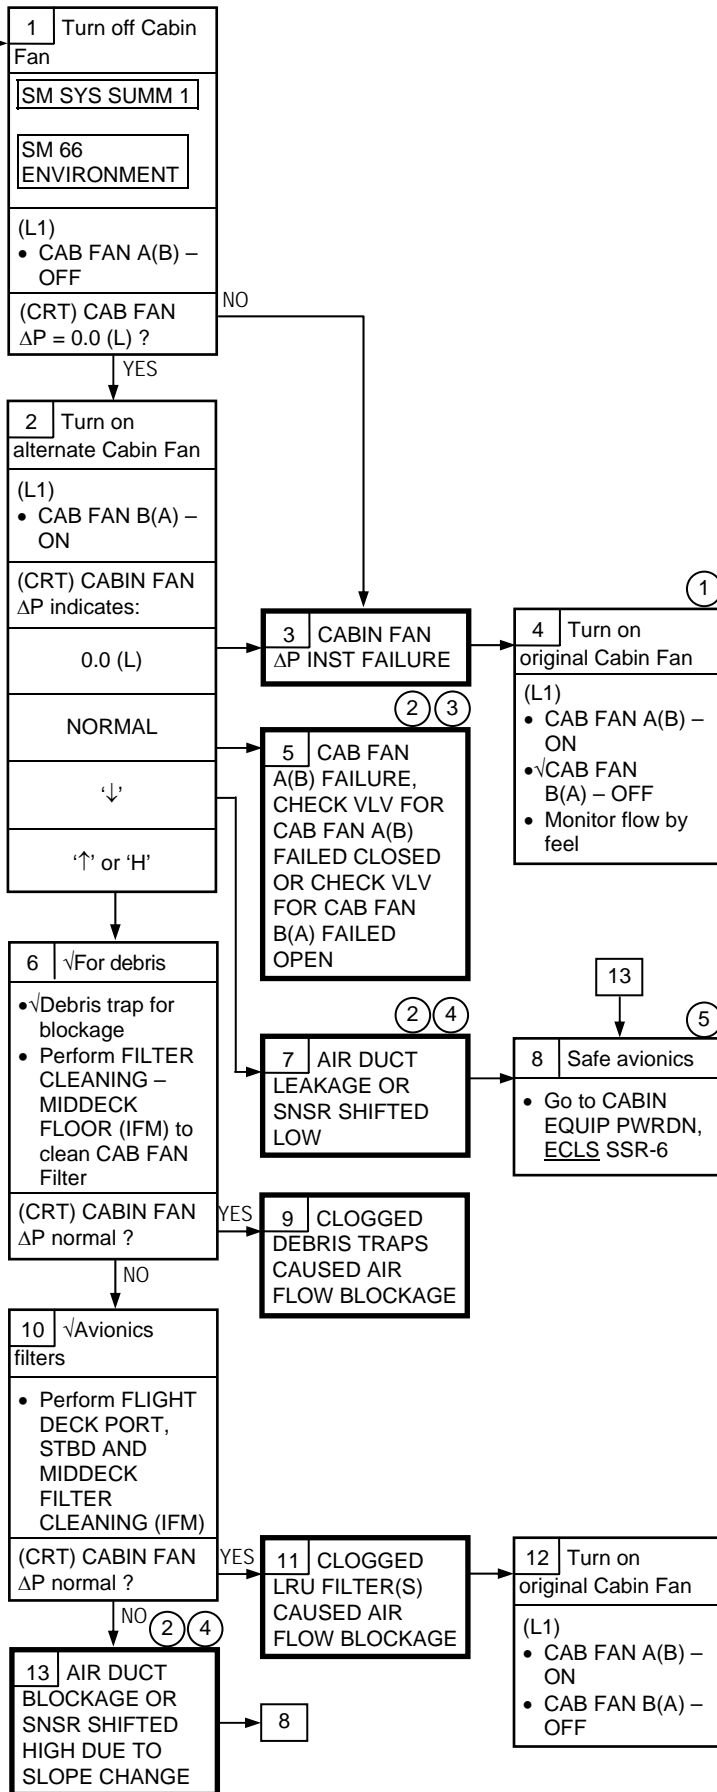 1 Turn off Cabin
Fan
SM SYS SUMM 1
SM 66
ENVIRONMENT
(L1)
• CAB FAN A(B) –
OFF
(CRT) CAB FAN
∆P = 0.0 (L) ?
NO
YES
2 Turn on
alternate Cabin Fan
(L1)
• CAB FAN B(A) –
ON
(CRT) CABIN FAN
∆P indicates:
0.0 (L)
NORMAL
‘↓’
‘↑’ or ‘H’
3 CABIN FAN
∆P INST FAILURE
1
4 Turn on
original Cabin Fan
(L1)
• CAB FAN A(B) –
ON
•√CAB FAN
B(A) – OFF
• Monitor flow by
feel
2 3
5 CAB FAN
A(B) FAILURE,
CHECK VLV FOR
CAB FAN A(B)
FAILED CLOSED
OR CHECK VLV
FOR CAB FAN
B(A) FAILED
OPEN
6 √For debris
•√Debris trap for
blockage
• Perform FILTER
CLEANING –
MIDDECK
FLOOR (IFM) to
clean CAB FAN
Filter
(CRT) CABIN FAN
∆P normal ?
YES
NO
2 4
7 AIR DUCT
LEAKAGE OR
SNSR SHIFTED
LOW
13
5
8 Safe avionics
• Go to CABIN
EQUIP PWRDN,
ECLS SSR-6
9 CLOGGED
DEBRIS TRAPS
CAUSED AIR
FLOW BLOCKAGE
10 √Avionics
filters
• Perform FLIGHT
DECK PORT,
STBD AND
MIDDECK
FILTER
CLEANING (IFM)
(CRT) CABIN FAN
∆P normal ?
YES
NO
11 CLOGGED
LRU FILTER(S)
CAUSED AIR
FLOW BLOCKAGE
12 Turn on
original Cabin Fan
(L1)
• CAB FAN A(B) –
ON
• CAB FAN B(A) –
OFF
2 4
13 AIR DUCT
BLOCKAGE OR
SNSR SHIFTED
HIGH DUE TO
SLOPE CHANGE
8